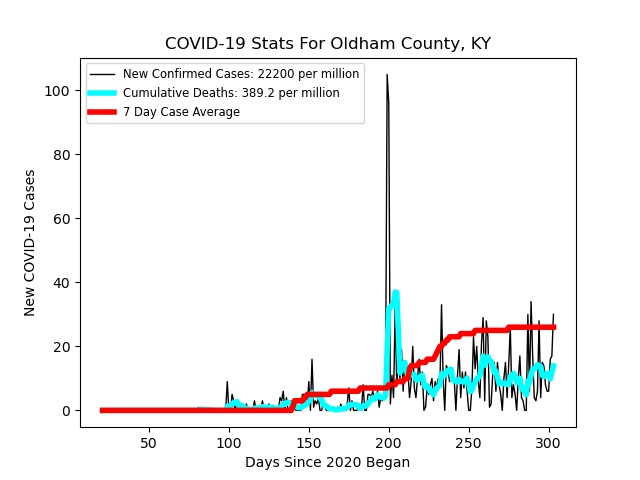 COVID-19 Stats For Oldham County, KY
New Confirmed Cases: 22200 per million
Cumulative Deaths: 389.2 per million
7 Day Case Average
New COVID-19 Cases
100
80
60
40
20
0
50 100 150 200 250 300
Days Since 2020 Began